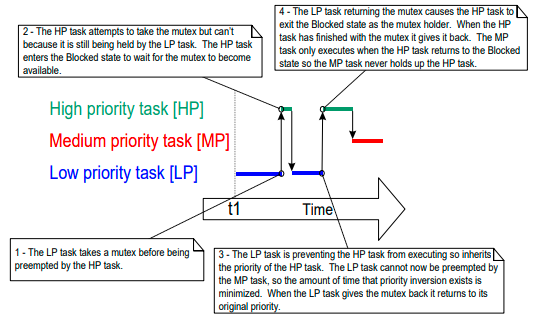 2 - The HP task attempts to take the mutex but can't
because it is still being held by the LP task. The HP task
enters the Blocked state to wait for the mutex to become
available.
4 - The LP task returning the mutex causes the HP task to
exit the Blocked state as the mutex holder. When the HP
task has finished with the mutex it gives it back. The MP
task only executes when the HP task returns to the Blocked
state so the MP task never holds up the HP task.
High priority task [HP]
Medium priority task [MP]
Low priority task [LP]
t1
Time
1 - The LP task takes a mutex before being
preempted by the HP task.
3 - The LP task is preventing the HP task from executing so inherits
the priority of the HP task. The LP task cannot now be preempted by
the MP task, so the amount of time that priority inversion exists is
minimized. When the LP task gives the mutex back it returns to its
original priority.